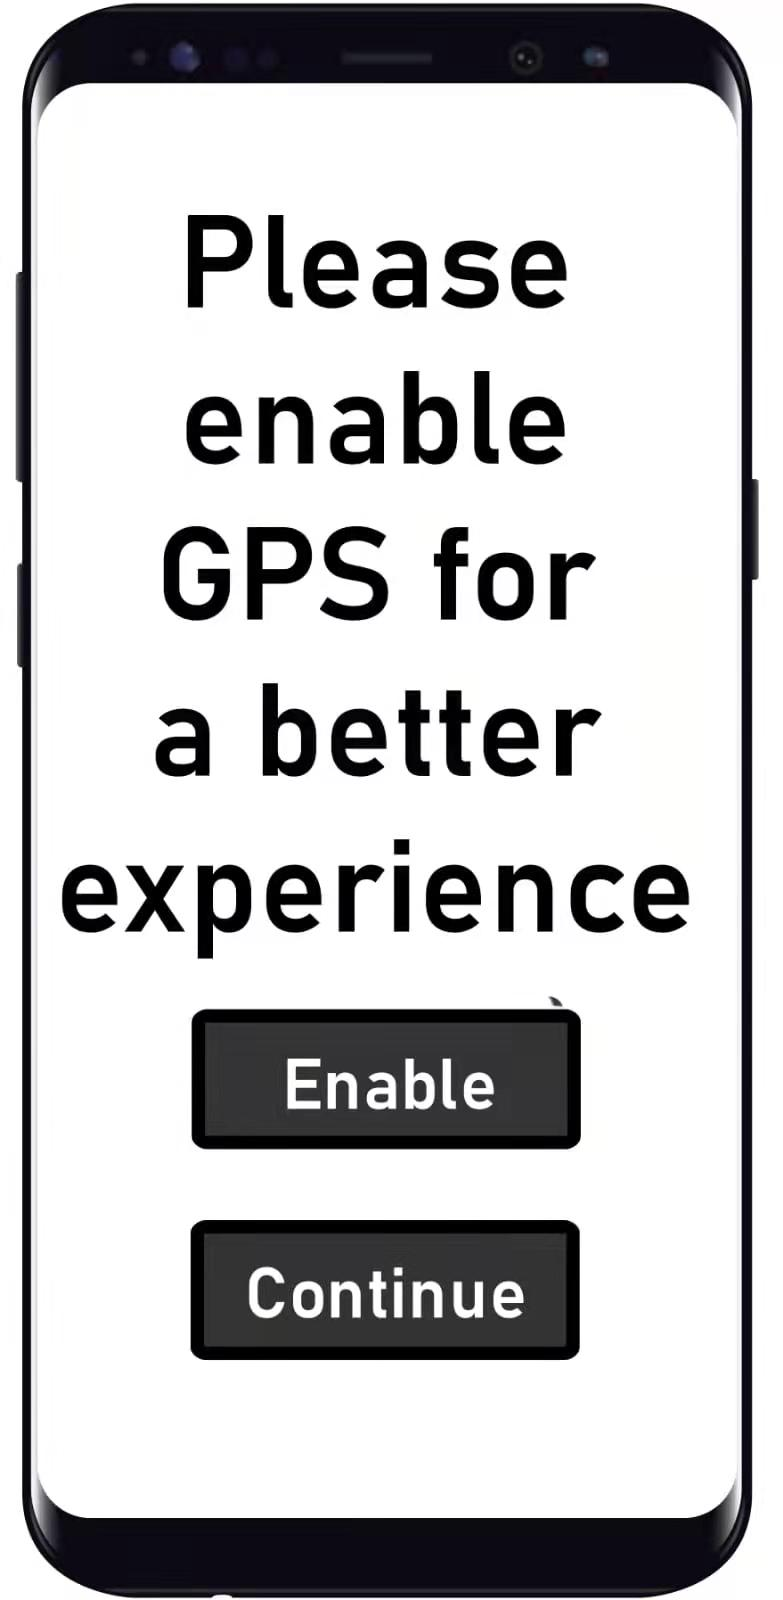 Please
enable
GPS for
a better
experience
Enable
Continue